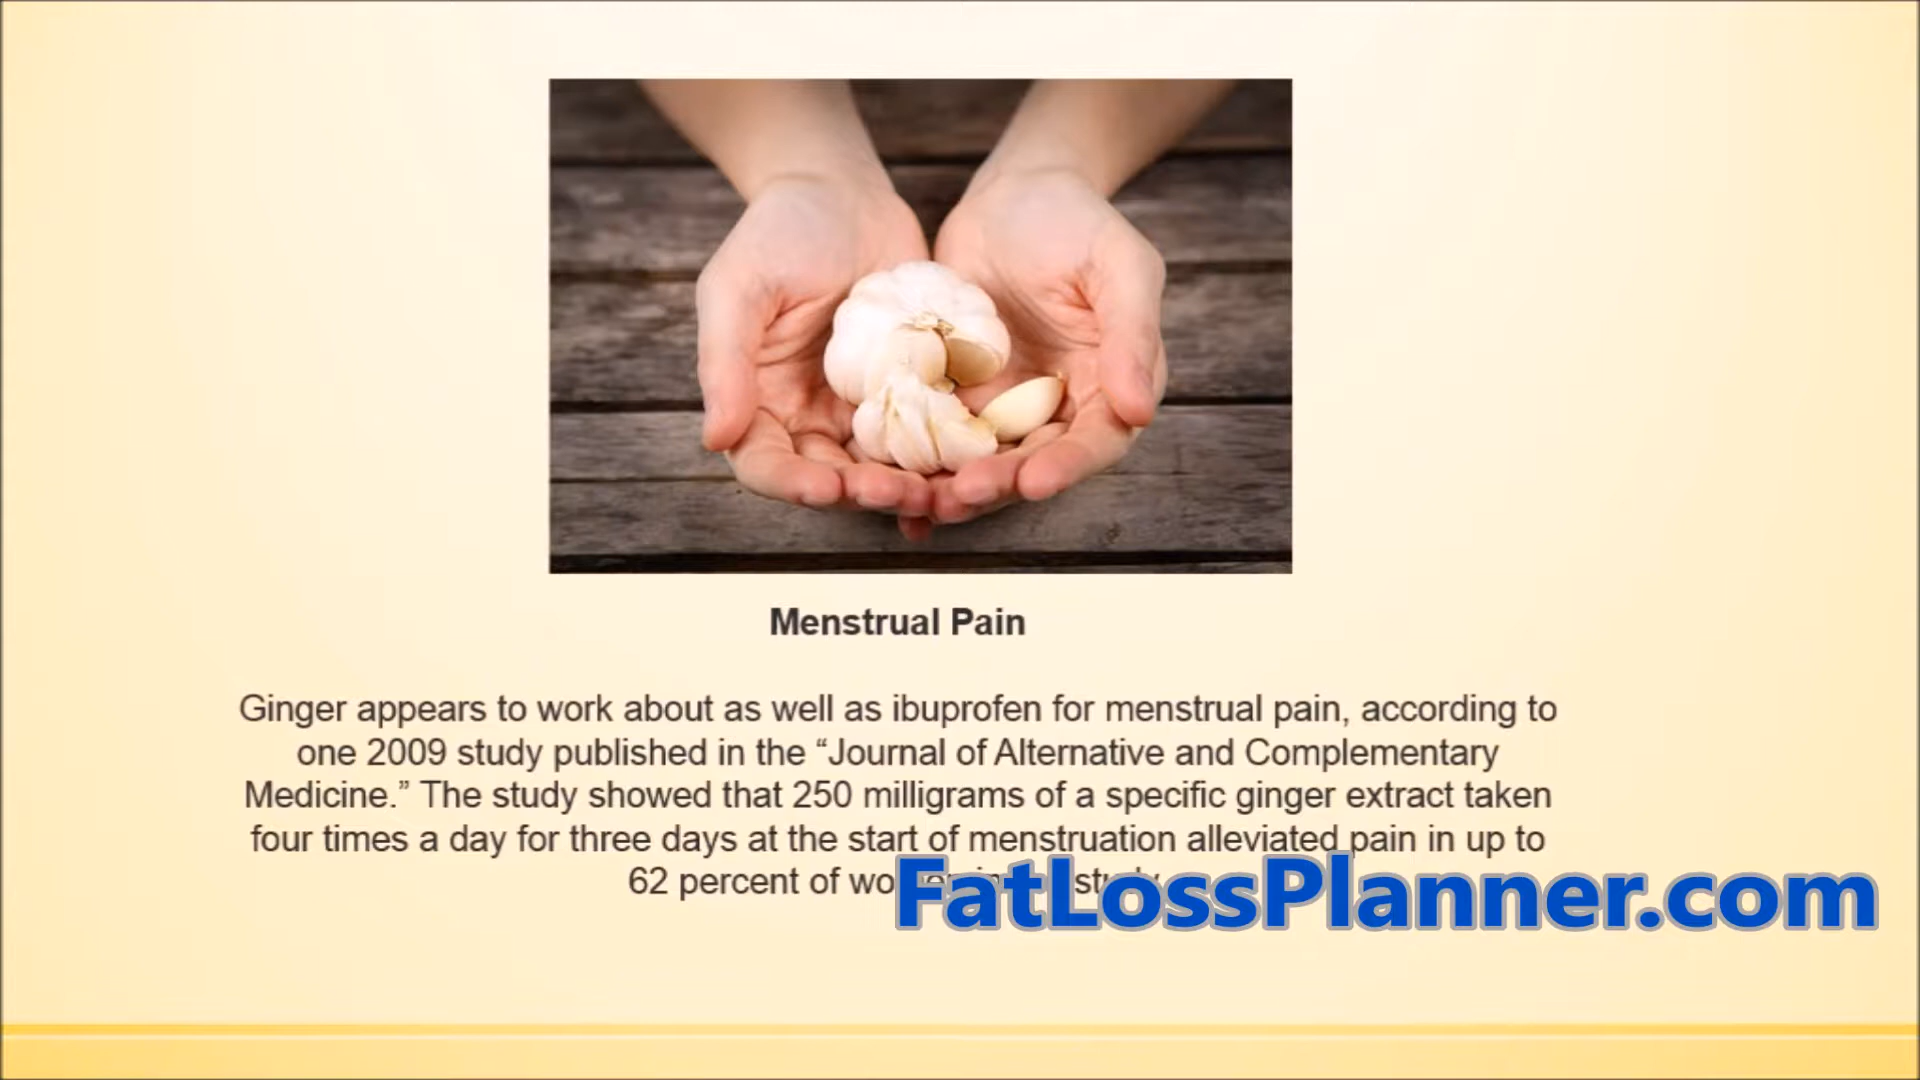 Menstrual Pain
Ginger appears to work about as well as ibuprofen for menstrual pain, according to
one 2009 study published in the “Journal of Alternative and Complementary
Medicine.” The study showed that 250 milligrams of a specific ginger extract taken
four times a day for three days at the start of menstruation alleviated pain in up to
62 percent of
FatLossPlanner.com